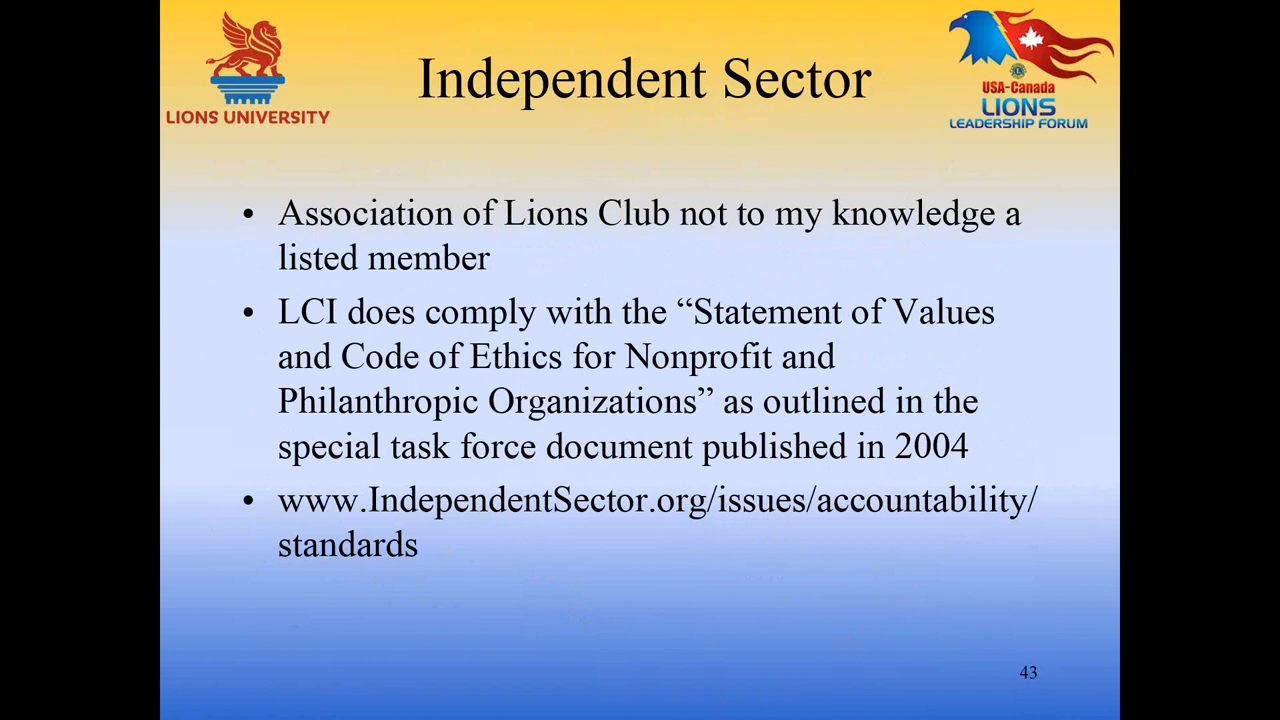 LIONS UNIVERSITY
Independent Sector
USA-Canada
LIONS
LEADERSHIP FORUM
• Association of Lions Club not to my knowledge a
listed member
• LCI does comply with the “Statement of Values
and Code of Ethics for Nonprofit and
Philanthropic Organizations” as outlined in the
special task force document published in 2004
• www.IndependentSector.org/issues/accountability/
standards
43